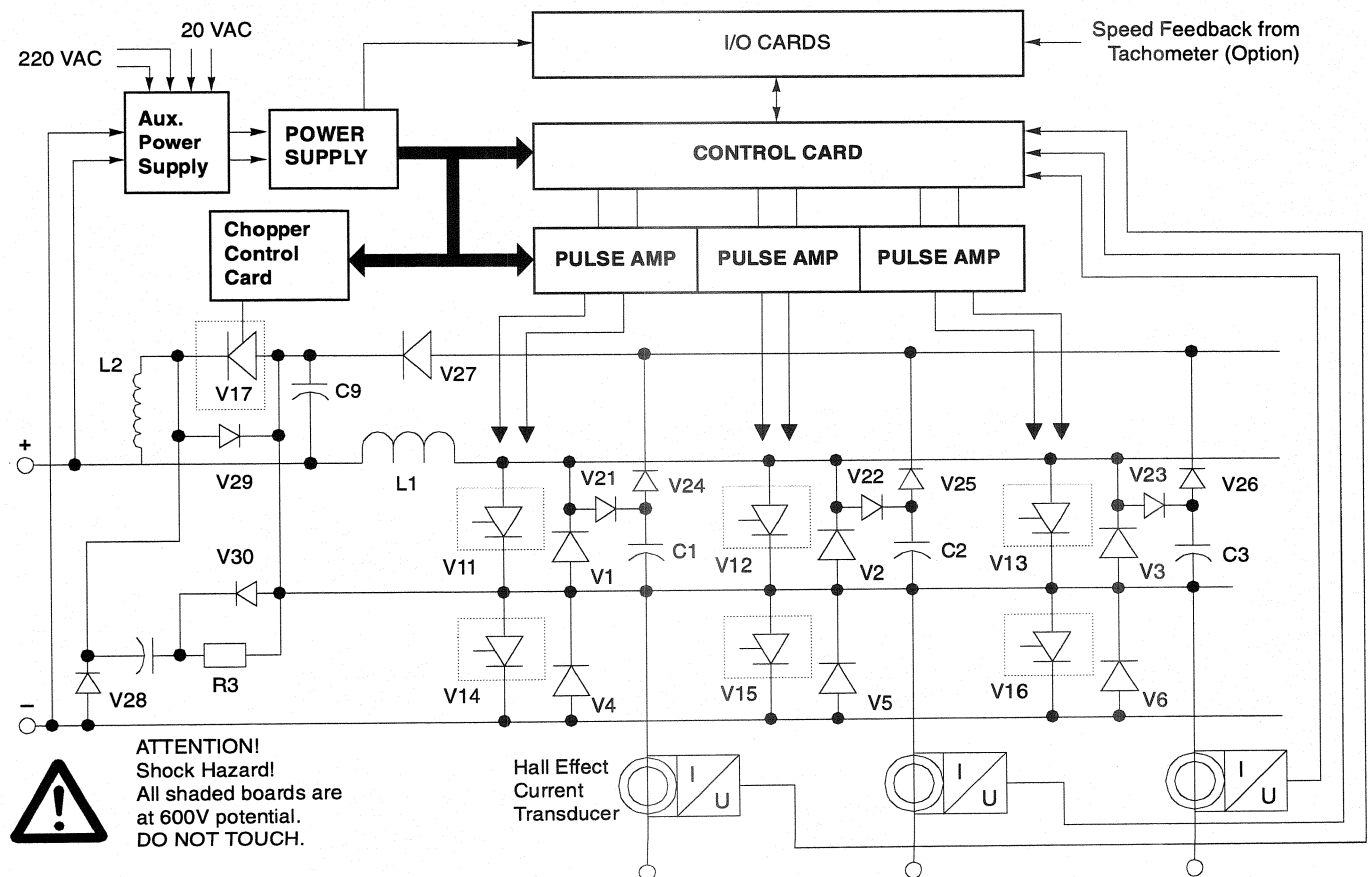 20 VAC
220 VAC
I/O CARDS
Speed Feedback from
Tachometer (Option)
Aux.
Power
Supply
POWER
SUPPLY
CONTROL CARD
Chopper
Control
Card
PULSE AMP
PULSE AMP
PULSE AMP
L2
V17
C9
V27
+
V29
L1
V21
V24
V22
V25
V23
V26
V11
V1
C1
V12
V2
C2
V13
V3
C3
V30
R3
V28
V14
V4
V15
V5
V16
V6
–
ATTENTION!
Shock Hazard!
All shaded boards are
at 600V potential.
DO NOT TOUCH.
!
Hall Effect
Current
Transducer
I
U
I
U
I
U